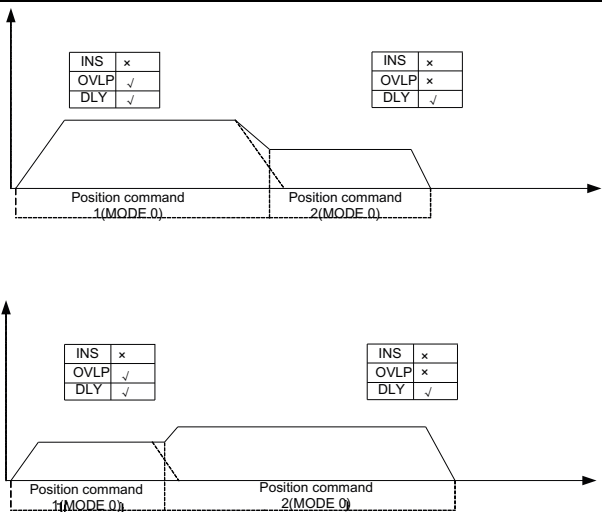 INS ×
OVLP √
DLY √
INS ×
OVLP ×
DLY √
Position command
1(MODE 0)
Position command
2(MODE 0)
INS ×
OVLP √
DLY √
INS ×
OVLP ×
DLY √
Position command
1(MODE 0)
Position command
2(MODE 0)